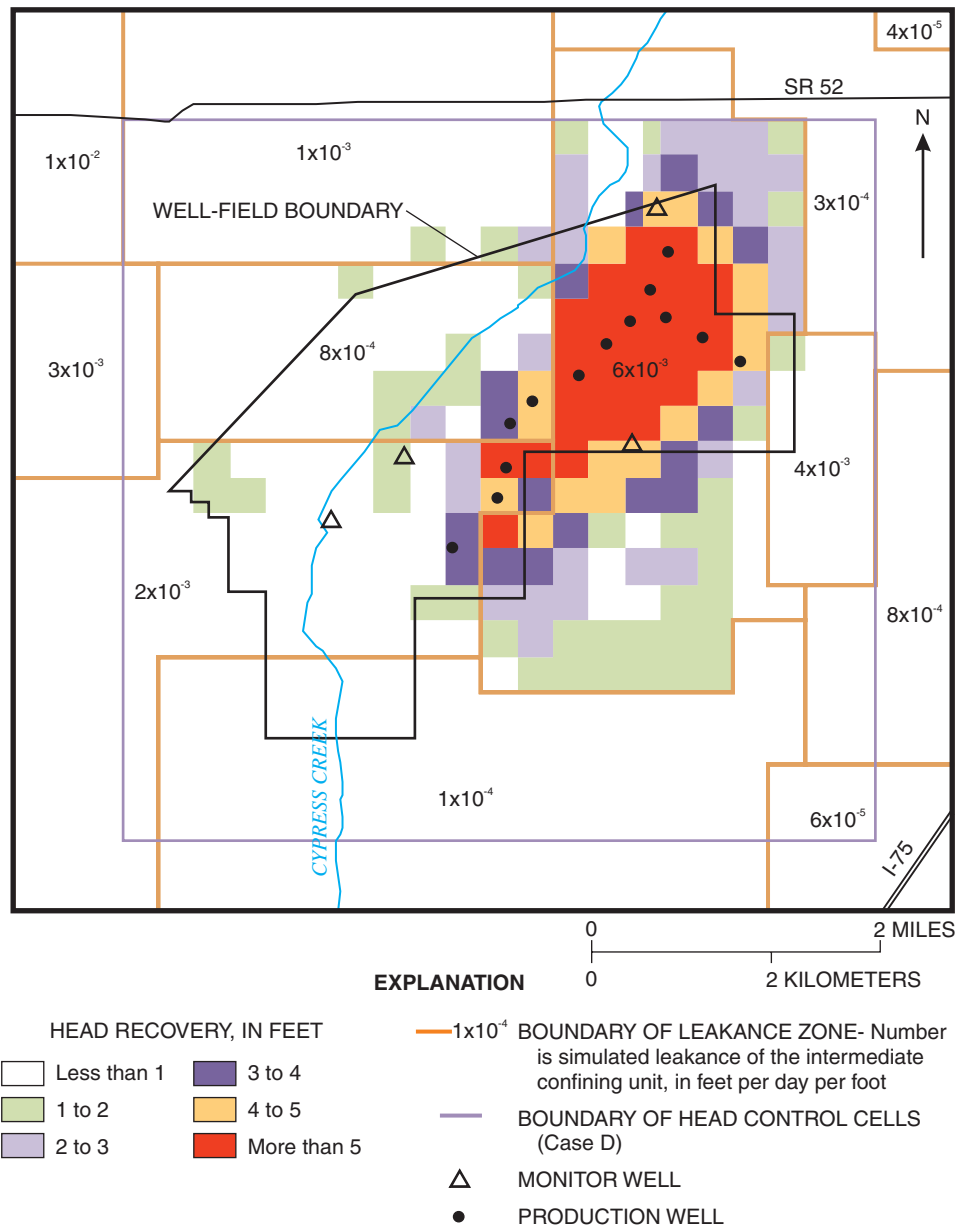 4x10⁻⁵
SR 52
N
1x10⁻²
1x10⁻³
WELL-FIELD BOUNDARY
3x10⁻⁴
3x10⁻³
8x10⁻⁴
6x10⁻³
4x10⁻³
2x10⁻³
8x10⁻⁴
CYPRESS CREEK
1x10⁻⁴
6x10⁻⁵
I-75
0 2 MILES
0 2 KILOMETERS
EXPLANATION
HEAD RECOVERY, IN FEET
Less than 1
1 to 2
2 to 3
3 to 4
4 to 5
More than 5
1x10⁻⁴ BOUNDARY OF LEAKANCE ZONE- Number
is simulated leakance of the intermediate
confining unit, in feet per day per foot
BOUNDARY OF HEAD CONTROL CELLS
(Case D)
MONITOR WELL
PRODUCTION WELL